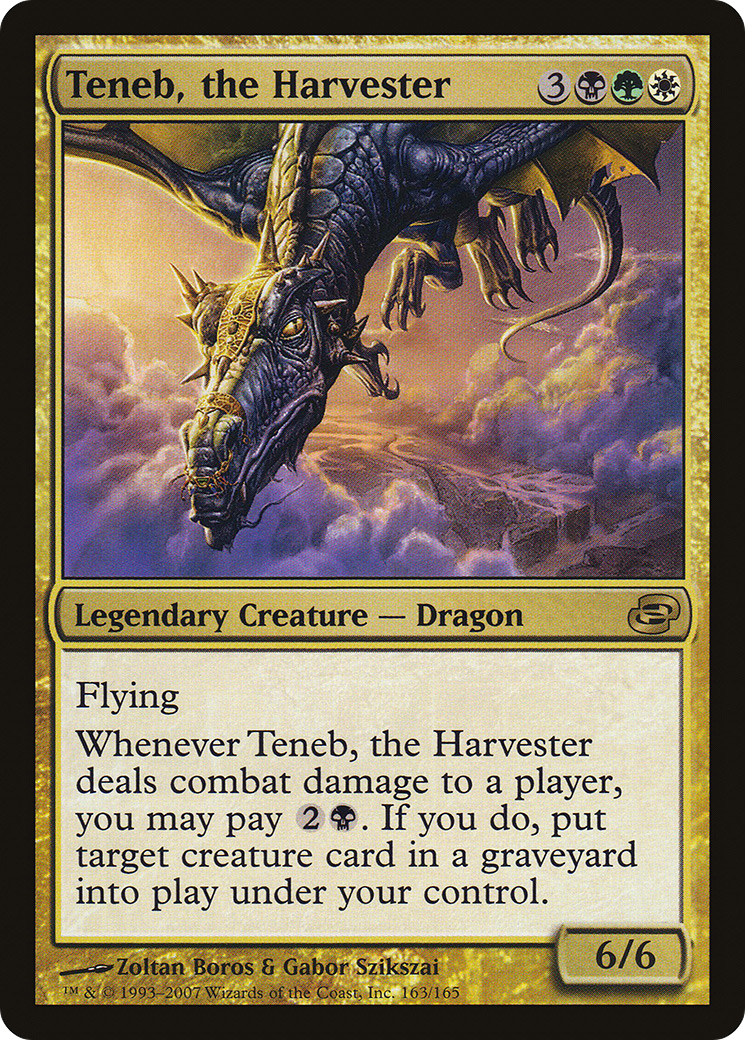 Teneb, the Harvester 3
Legendary Creature — Dragon
Flying
Whenever Teneb, the Harvester
deals combat damage to a player,
you may pay 2. If you do, put
target creature card in a graveyard
into play under your control.
6/6
Zoltan Boros & Gabor Szikszai
™ & © 1993–2007 Wizards of the Coast, Inc. 163/165